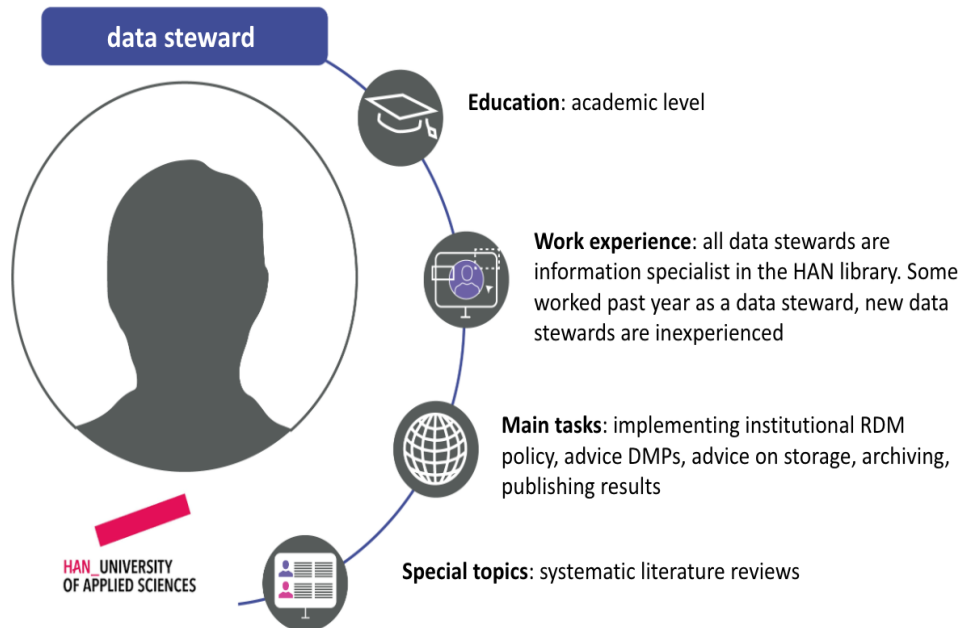 data steward
Education: academic level
Work experience: all data stewards are
information specialist in the HAN library. Some
worked past year as a data steward, new data
stewards are inexperienced
Main tasks: implementing institutional RDM
policy, advice DMPs, advice on storage, archiving,
publishing results
HAN_UNIVERSITY
OF APPLIED SCIENCES
Special topics: systematic literature reviews